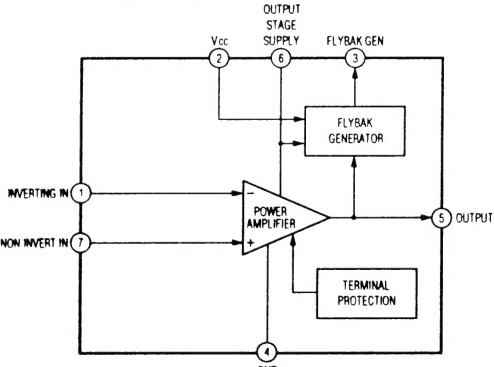 OUTPUT
STAGE
SUPPLY
Vcc
FLYBAK GEN
2
6
3
FLYBAK
GENERATOR
INVERTING IN
1
-
POWER
AMPLIFIER
5
OUTPUT
NON INVERT IN
7
+
TERMINAL
PROTECTION
4